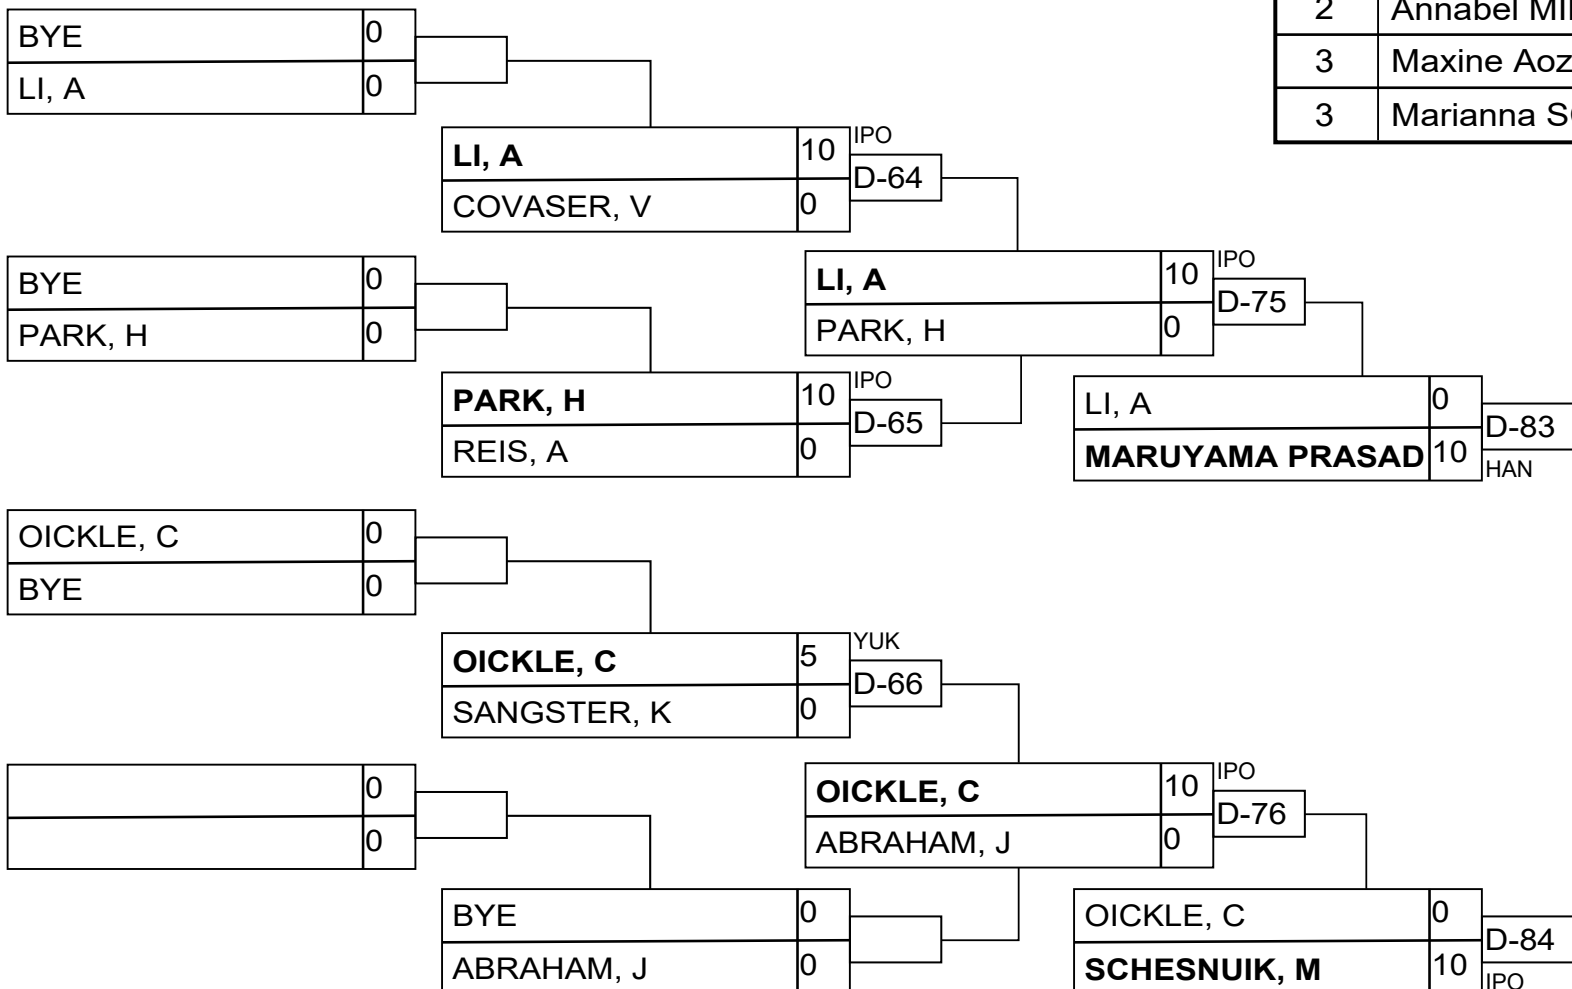 2
3 Maxine
3 Marianna
BYE 0
LI, A 0
LI, A 10 IPO
D-64
COVASER, V 0
BYE 0
PARK, H 0
LI, A 10 IPO
D-75
PARK, H 0
PARK, H 10 IPO
D-65
REIS, A 0
LI, A 0
D-83
MARUYAMA PRASAD 10 HAN
OICKLE, C 0
BYE 0
OICKLE, C 5 YUK
D-66
SANGSTER, K 0
0
0
OICKLE, C 10 IPO
D-76
ABRAHAM, J 0
BYE 0
ABRAHAM, J 0
OICKLE, C 0
D-84
SCHESNUIK, M 10 IPO